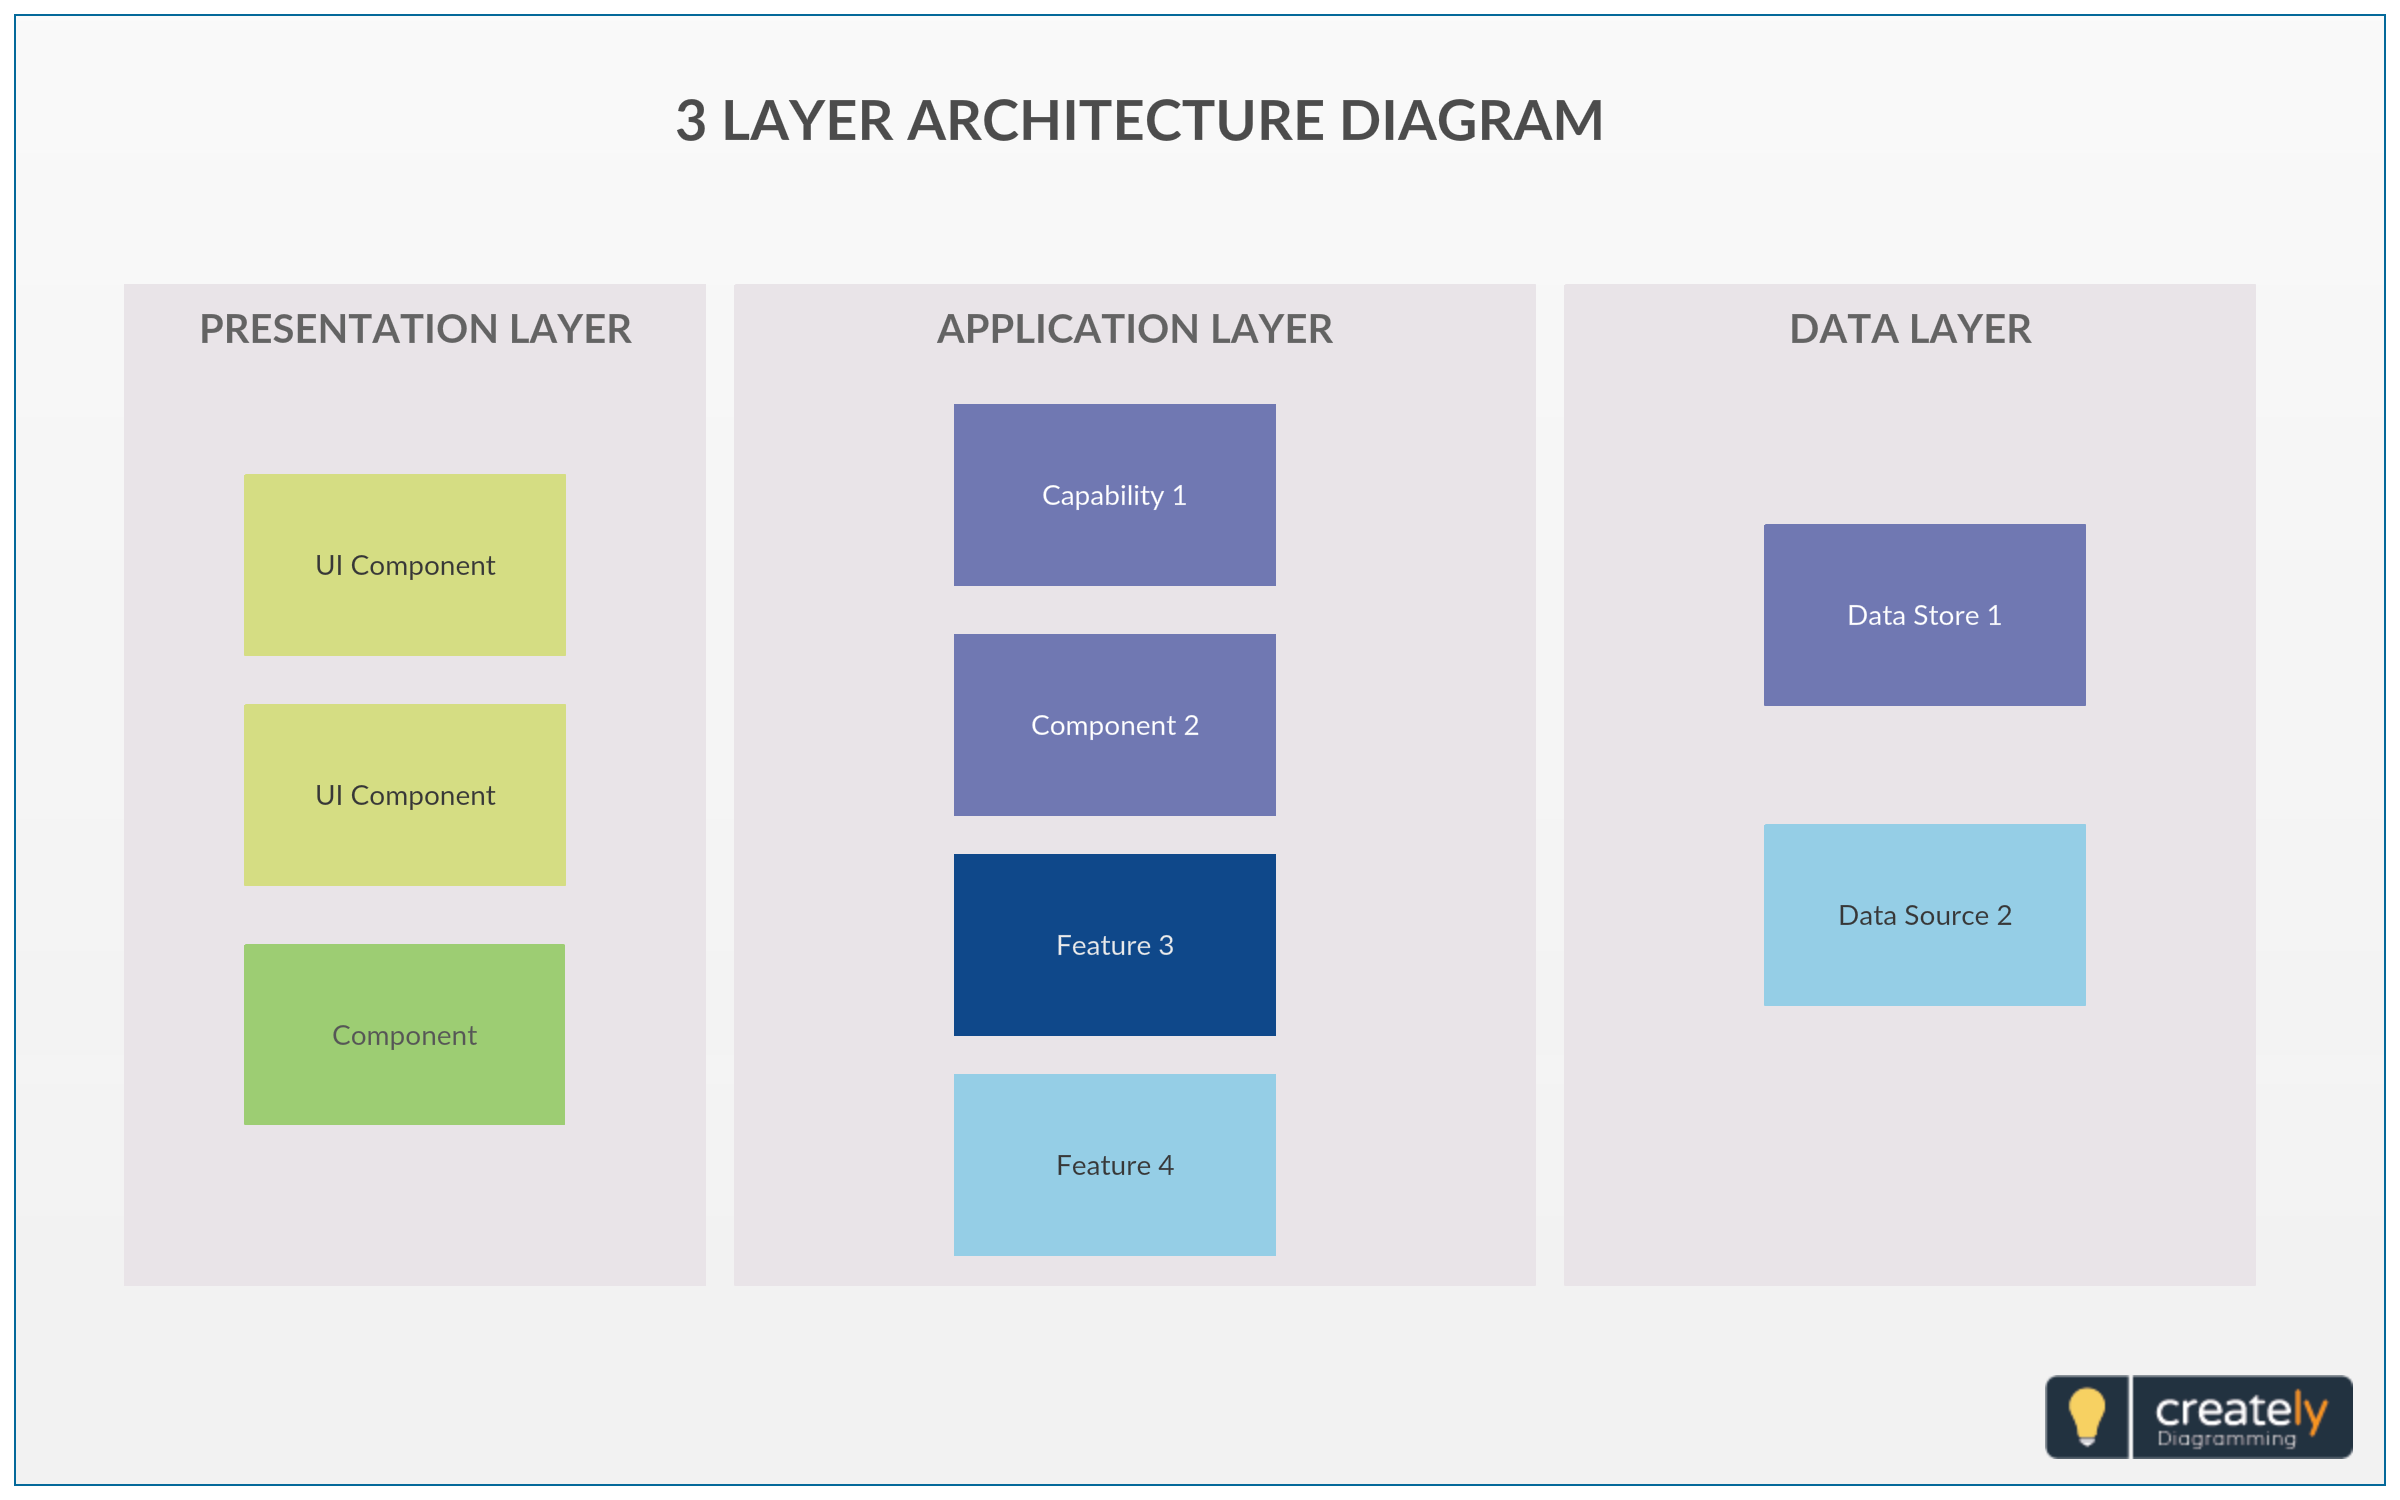 3 LAYER ARCHITECTURE DIAGRAM
PRESENTATION LAYER
UI Component
UI Component
Component
APPLICATION LAYER
Capability 1
Component 2
Feature 3
Feature 4
DATA LAYER
Data Store 1
Data Source 2
creately
Diagramming